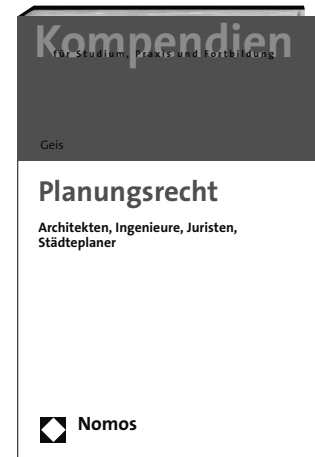 Kompendien
für Studium, Praxis und Fortbildung
Geis
Planungsrecht
Architekten, Ingenieure, Juristen,
Städteplaner
Nomos